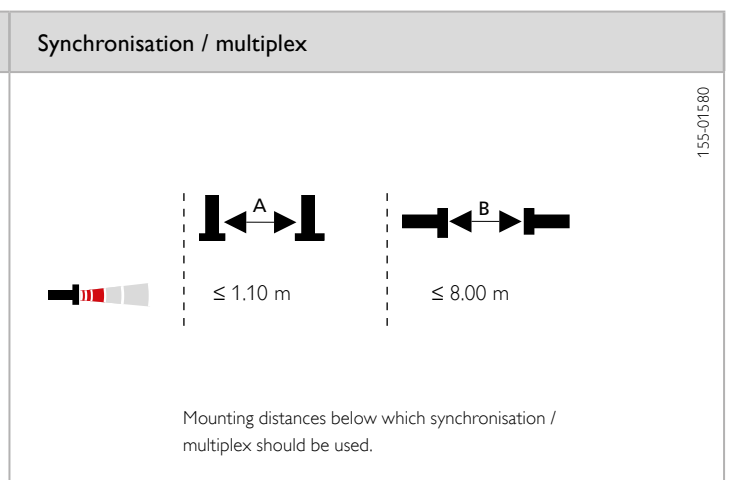 Synchronisation / multiplex
155-01580
A
B
≤ 1.10 m
≤ 8.00 m
Mounting distances below which synchronisation /
multiplex should be used.